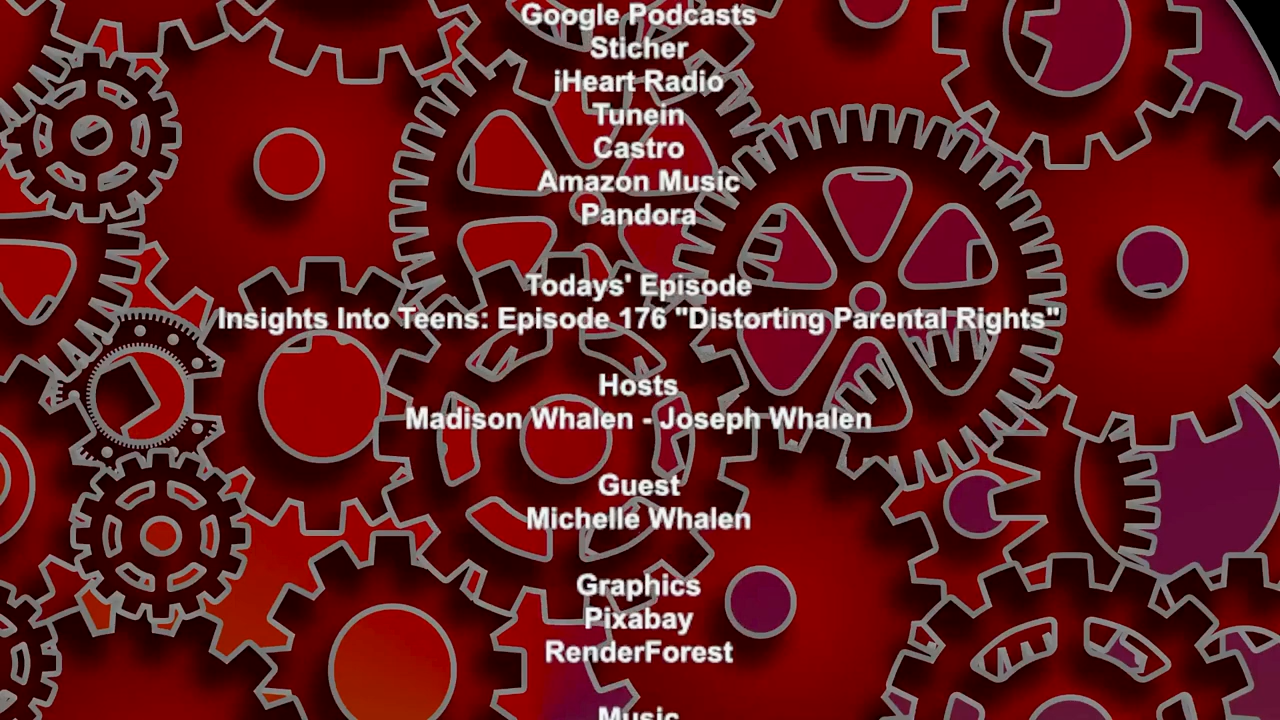 Google Podcasts
Sticher
iHeart Radio
Tunein
Castro
Amazon Music
Pandora
Todays' Episode
Insights Into Teens: Episode 176 "Distorting Parental Rights"
Hosts
Madison Whalen - Joseph Whalen
Guest
Michelle Whalen
Graphics
Pixabay
RenderForest
Music